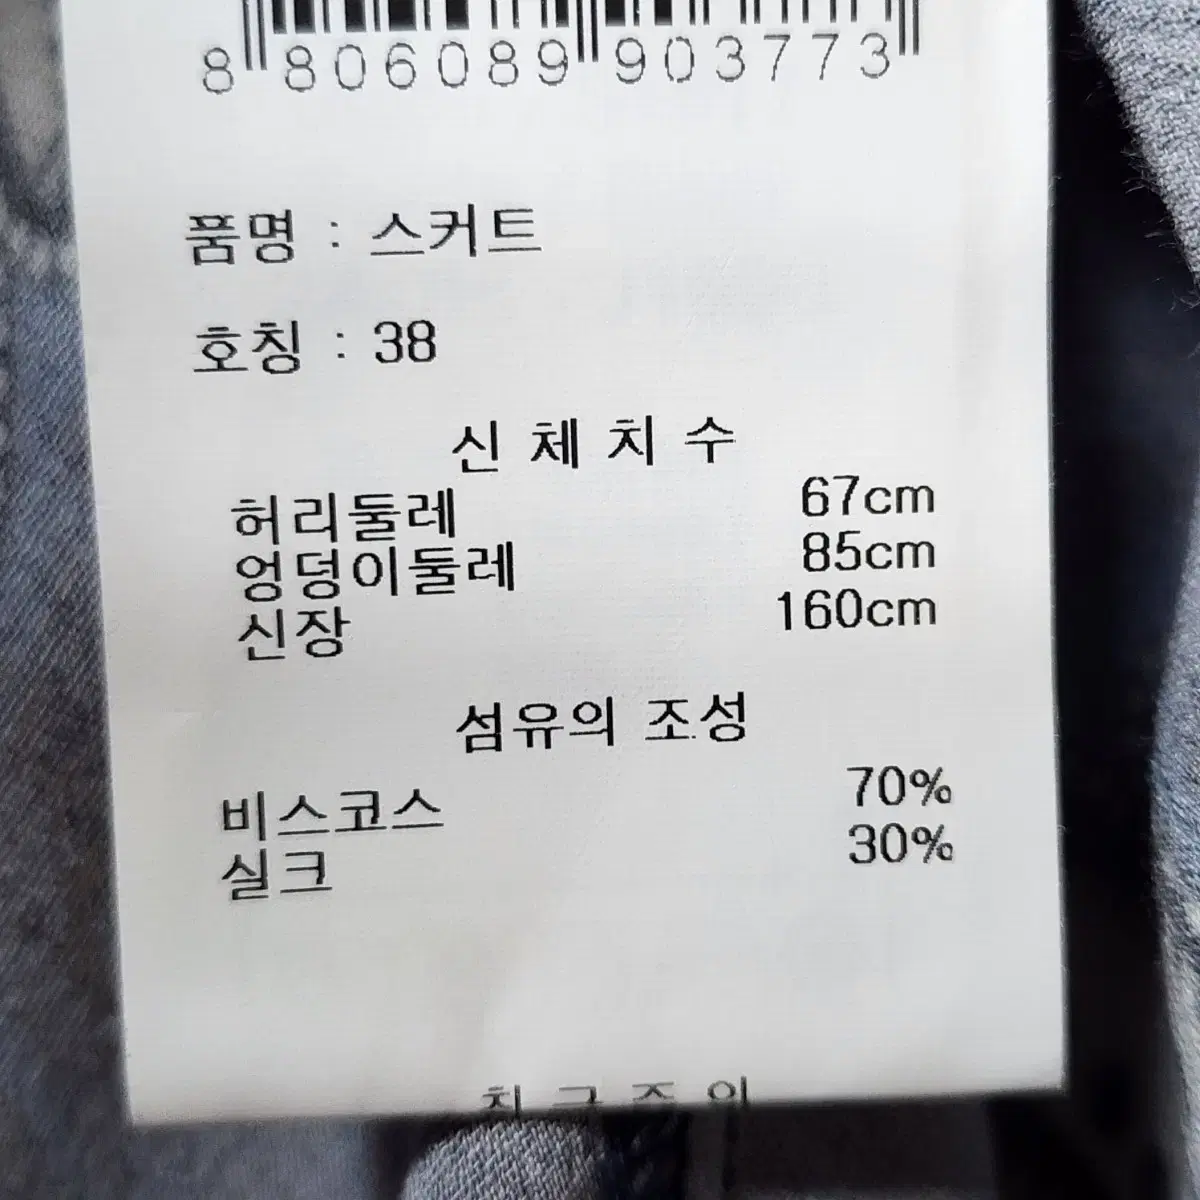 8 806089 903773
품명 : 스커트
호칭 : 38
신 체 치 수
허리둘레 67cm
엉덩이둘레 85cm
신장 160cm
섬유의 조성
비스코스 70%
실크 30%